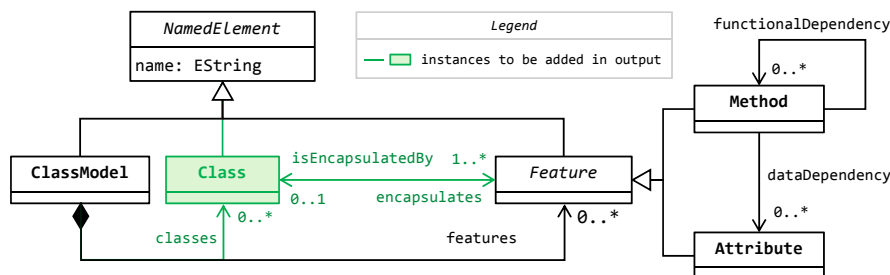 NamedElement
name: EString
Legend
instances to be added in output
functionalDependency
0..*
Method
ClassModel
Class
isEncapsulatedBy
1..*
0..1
encapsulates
Feature
dataDependency
0..*
0..*
0..*
classes
features
Attribute